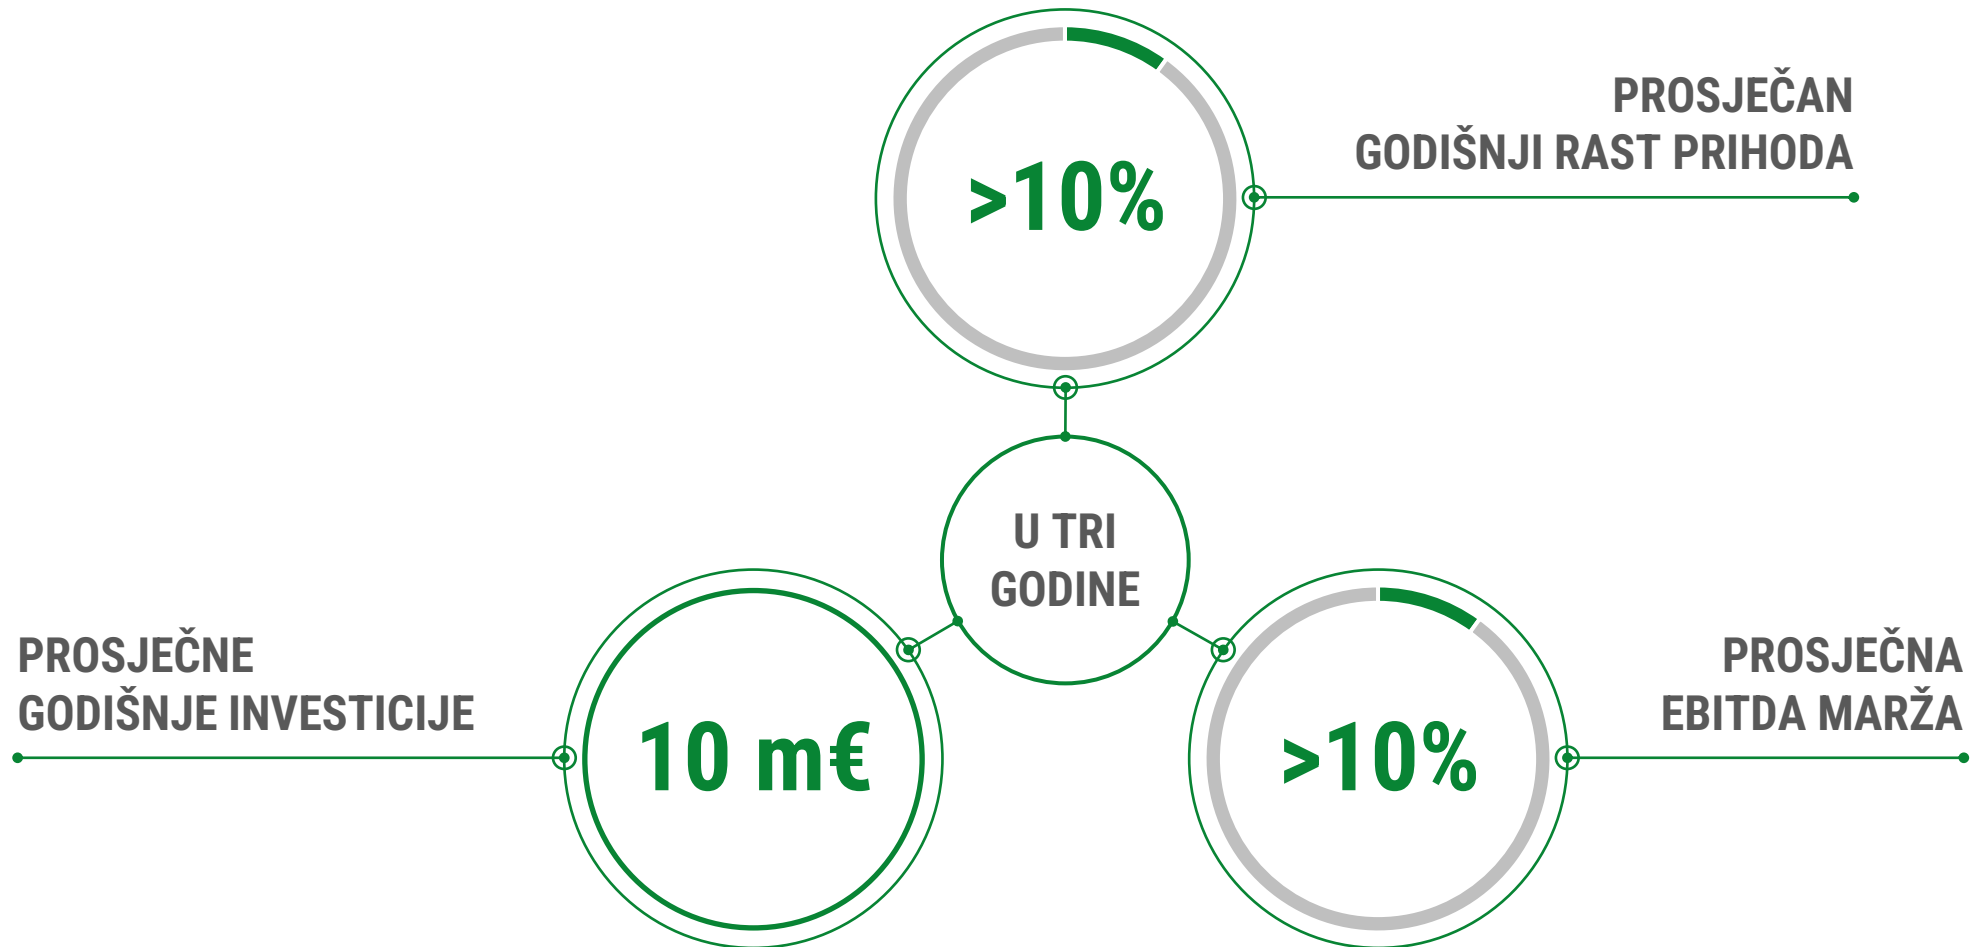 >10%
PROSJEČAN
GODIŠNJI RAST PRIHODA
U TRI
GODINE
PROSJEČNE
GODIŠNJE INVESTICIJE
10 m€
>10%
PROSJEČNA
EBITDA MARŽA